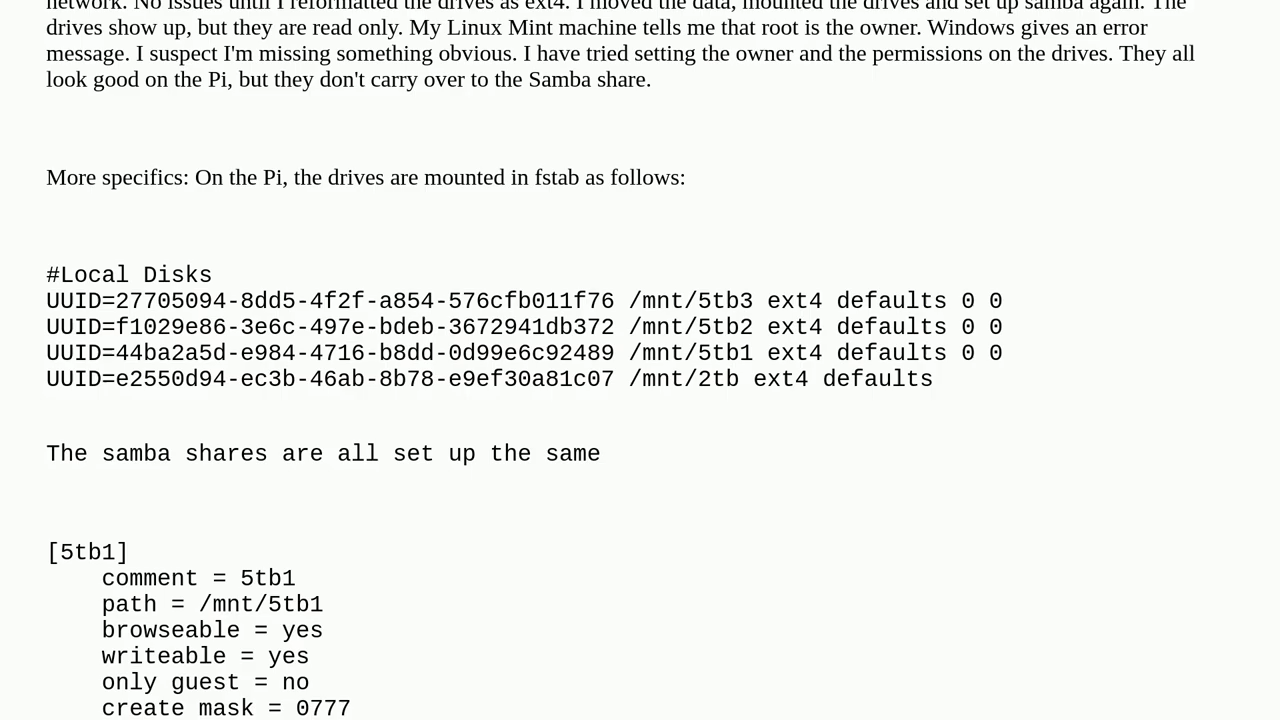 network. No issues until I reformatted the drives as ext4. I moved the data, mounted the drives and set up samba again. The
drives show up, but they are read only. My Linux Mint machine tells me that root is the owner. Windows gives an error
message. I suspect I'm missing something obvious. I have tried setting the owner and the permissions on the drives. They all
look good on the Pi, but they don't carry over to the Samba share.
More specifics: On the Pi, the drives are mounted in fstab as follows:
#Local Disks
UUID=27705094-8dd5-4f2f-a854-576cfb011f76 /mnt/5tb3 ext4 defaults 0 0
UUID=f1029e86-3e6c-497e-bdeb-3672941db372 /mnt/5tb2 ext4 defaults 0 0
UUID=44ba2a5d-e984-4716-b8dd-0d99e6c92489 /mnt/5tb1 ext4 defaults 0 0
UUID=e2550d94-ec3b-46ab-8b78-e9ef30a81c07 /mnt/2tb ext4 defaults
The samba shares are all set up the same
[5tb1]
    comment = 5tb1
    path = /mnt/5tb1
    browseable = yes
    writeable = yes
    only guest = no
    create mask = 0777